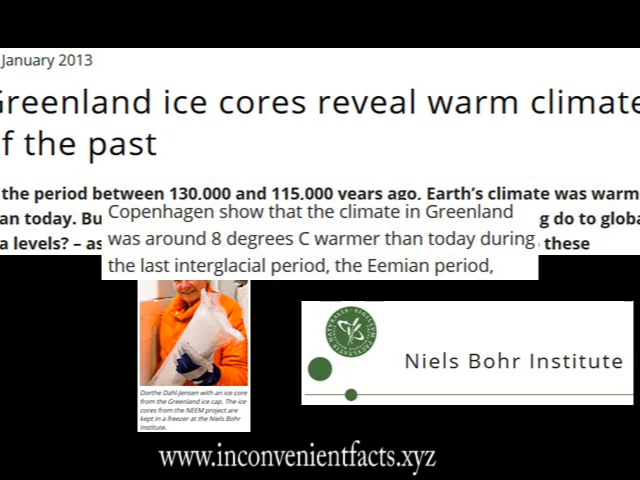 January 2013
Greenland ice cores reveal warm climate
f the past
the period between 130.000 and 115.000 years ago, Earth's climate was warm
an today. Bu
Copenhagen show that the climate in Greenland
g do to globa
was around 8 degrees C warmer than today during
a levels? – as
these
the last interglacial period, the Eemian period,
Dorthe Dahl-Jensen with an ice core
from the Greenland ice cap. The ice
cores from the NEEM project are
kept in a freezer at the Niels Bohr
Institute.
Niels Bohr Institute
www.inconvenientfacts.xyz